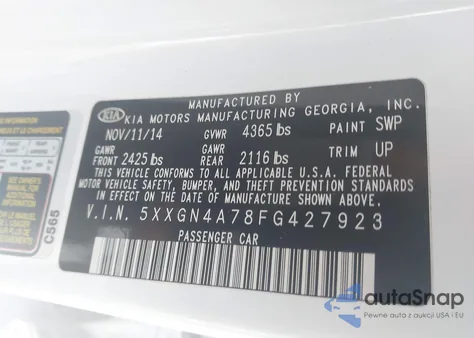 MANUFACTURED BY
KIA KIA MOTORS MANUFACTURING GEORGIA, INC.
NOV/11/14 GVWR 4365 lbs PAINT SWP
GAWR GAWR
FRONT 2425 lbs REAR 2116 lbs TRIM UP
THIS VEHICLE CONFORMS TO ALL APPLICABLE U.S.A. FEDERAL
MOTOR VEHICLE SAFETY, BUMPER, AND THEFT PREVENTION STANDARDS
IN EFFECT ON THE DATE OF MANUFACTURE SHOWN ABOVE.
V.I.N. 5XXGN4A78FG427923
PASSENGER CAR
C565
autaSnap
Pewne auta z aukcji USA i EU